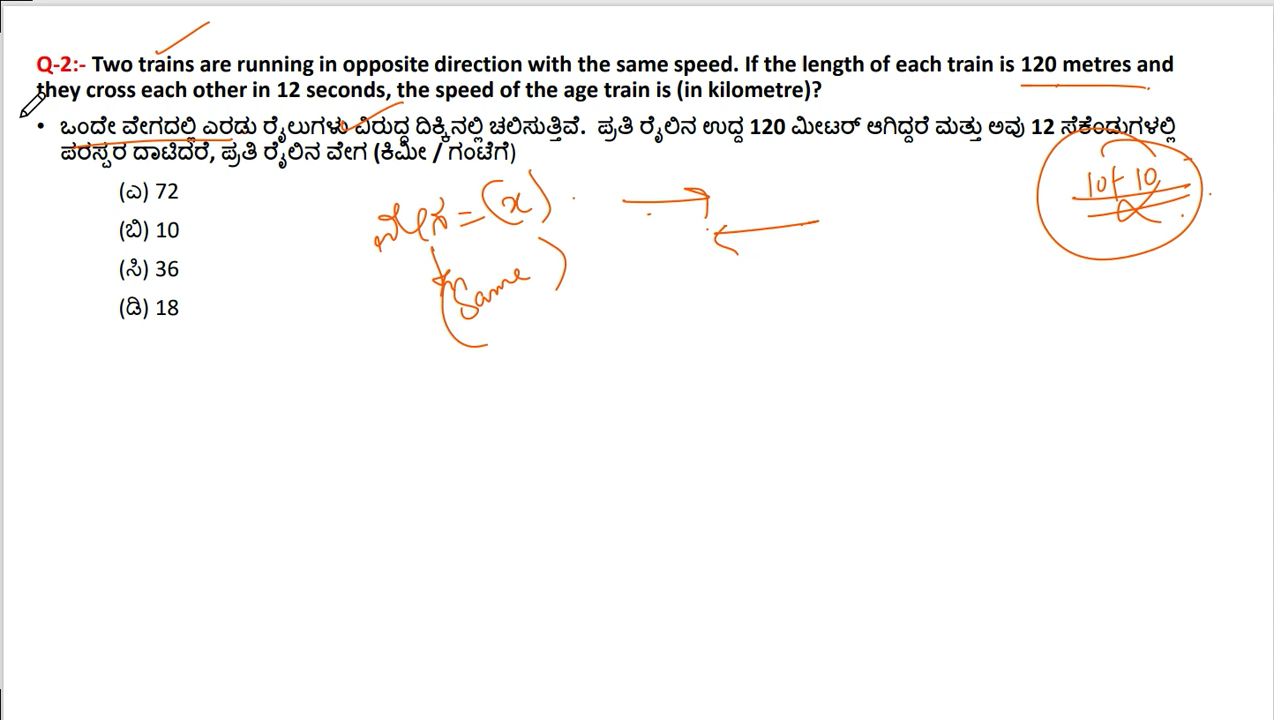 Q-2:- Two trains are running in opposite direction with the same speed. If the length of each train is 120 metres and
they cross each other in 12 seconds, the speed of the age train is (in kilometre)?
• ಒಂದೇ ವೇಗದಲ್ಲಿ ಎರಡು ರೈಲುಗಳು ವಿರುದ್ಧ ದಿಕ್ಕಿನಲ್ಲಿ ಚಲಿಸುತ್ತಿವೆ. ಪ್ರತಿ ರೈಲಿನ ಉದ್ದ 120 ಮೀಟರ್ ಆಗಿದ್ದರೆ ಮತ್ತು ಅವು 12 ಸೆಕೆಂಡುಗಳಲ್ಲಿ
ಪರಸ್ಪರ ದಾಟಿದರೆ, ಪ್ರತಿ ರೈಲಿನ ವೇಗ (ಕಿಮೀ / ಗಂಟೆಗೆ)
(ಎ) 72
10+10
= (x)
(ಬಿ) 10
(ಸಿ) 36
Same
(ಡಿ) 18